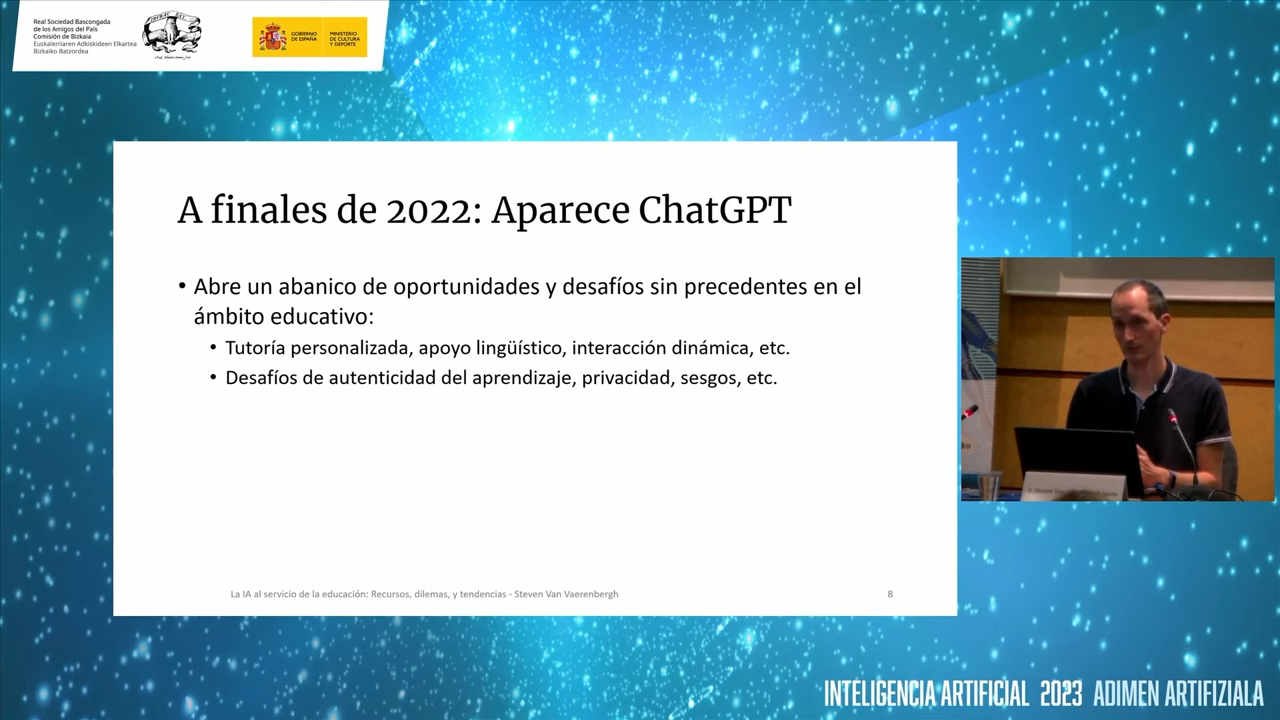 Real Sociedad Bascongada
de los Amigos del País
Comisión de Bizkaia
Euskalerriaren Adkiskideen Elkartea
Bizkaiko Batzordea
GOBIERNO
DE ESPAÑA
MINISTERIO
DE CULTURA
Y DEPORTE
A finales de 2022: Aparece ChatGPT
• Abre un abanico de oportunidades y desafíos sin precedentes en el
ámbito educativo:
• Tutoría personalizada, apoyo lingüístico, interacción dinámica, etc.
• Desafíos de autenticidad del aprendizaje, privacidad, sesgos, etc.
La IA al servicio de la educación: Recursos, dilemas, y tendencias - Steven Van Vaerenbergh
8
INTELIGENCIA ARTIFICIAL 2023 ADIMEN ARTIFIZIALA